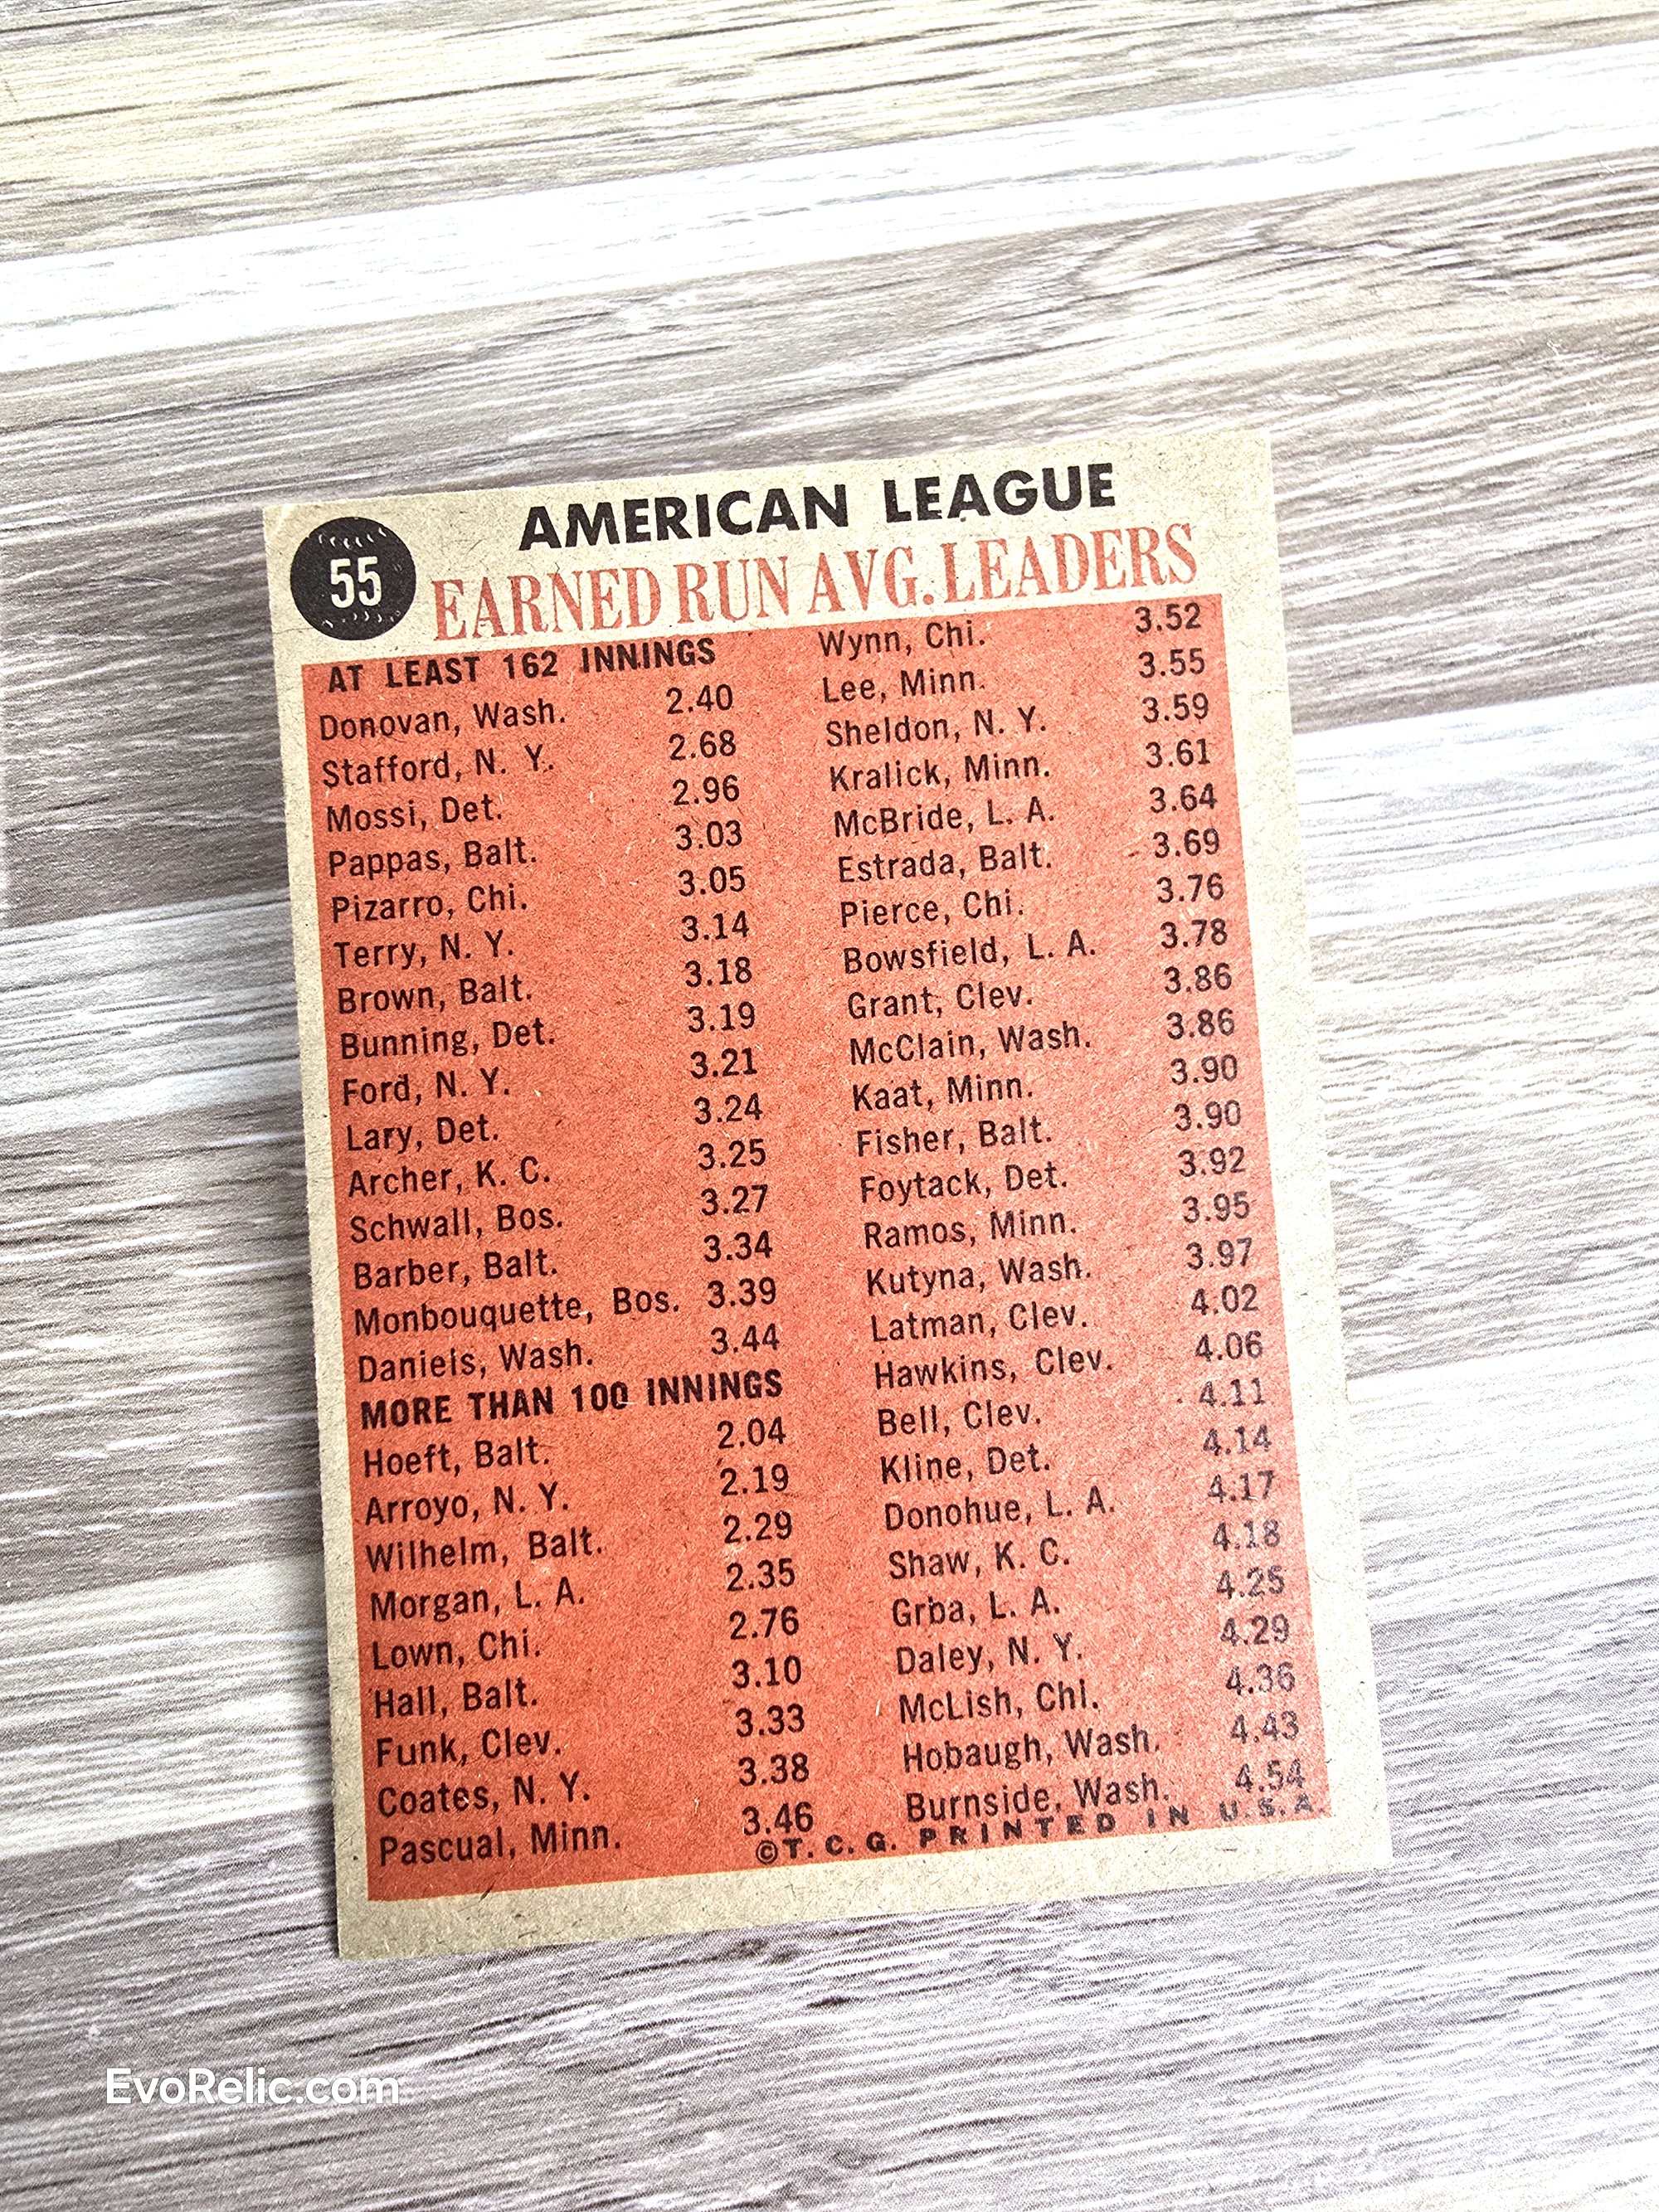 55
AMERICAN LEAGUE
EARNED RUN AVG. LEADERS
AT LEAST 162 INNINGS
Donovan, Wash. 2.40
Stafford, N. Y. 2.68
Mossi, Det. 2.96
Pappas, Balt. 3.03
Pizarro, Chi. 3.05
Terry, N. Y. 3.14
Brown, Balt. 3.18
Bunning, Det. 3.19
Ford, N. Y. 3.21
Lary, Det. 3.24
Archer, K. C. 3.25
Schwall, Bos. 3.27
Barber, Balt. 3.34
Monbouquette, Bos. 3.39
Daniels, Wash. 3.44
MORE THAN 100 INNINGS
Hoeft, Balt. 2.04
Arroyo, N. Y. 2.19
Wilhelm, Balt. 2.29
Morgan, L. A. 2.35
Lown, Chi. 2.76
Hall, Balt. 3.10
Funk, Clev. 3.33
Coates, N. Y. 3.38
Pascual, Minn. 3.46
Wynn, Chi. 3.52
Lee, Minn. 3.55
Sheldon, N. Y. 3.59
Kralick, Minn. 3.61
McBride, L. A. 3.64
Estrada, Balt. 3.69
Pierce, Chi. 3.76
Bowsfield, L. A. 3.78
Grant, Clev. 3.86
McClain, Wash. 3.86
Kaat, Minn. 3.90
Fisher, Balt. 3.90
Foytack, Det. 3.92
Ramos, Minn. 3.95
Kutyna, Wash. 3.97
Latman, Clev. 4.02
Hawkins, Clev. 4.06
Bell, Clev. 4.11
Kline, Det. 4.14
Donohue, L. A. 4.17
Shaw, K. C. 4.18
Grba, L. A. 4.25
Daley, N. Y. 4.29
McLish, Chi. 4.36
Hobaugh, Wash. 4.43
Burnside, Wash. 4.54
©T. C. G. PRINTED IN U.S.A.
EvoRelic.com